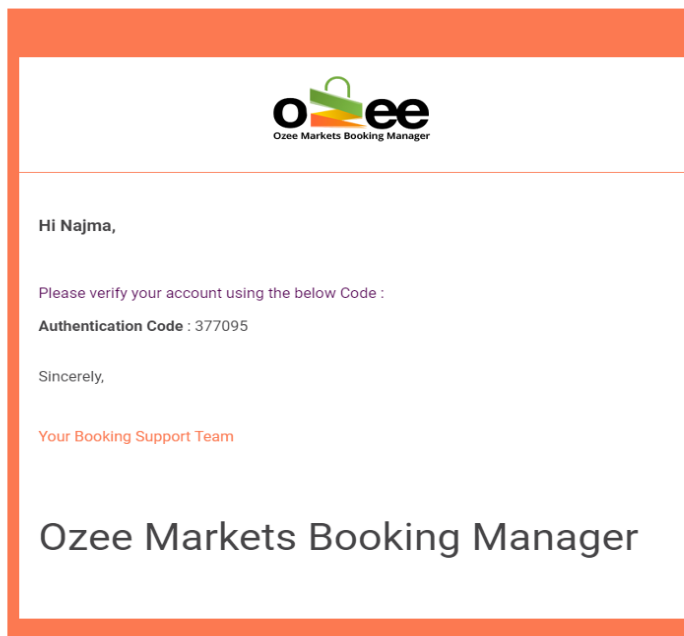 ozee
Ozee Markets Booking Manager
Hi Najma,
Please verify your account using the below Code :
Authentication Code : 377095
Sincerely,
Your Booking Support Team
Ozee Markets Booking Manager